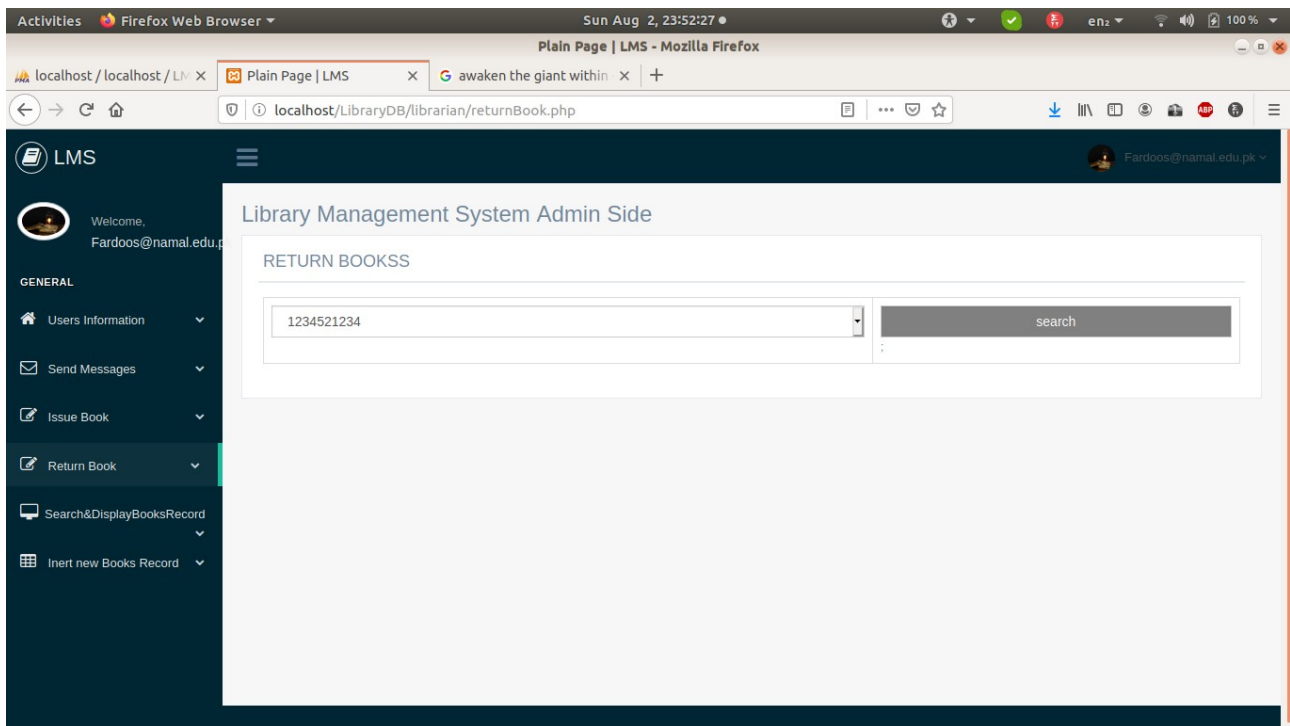 Activities Firefox Web Browser Sun Aug 2, 23:52:27 en₂ 100 %
Plain Page | LMS - Mozilla Firefox
localhost / localhost / LM Plain Page | LMS G awaken the giant within
localhost/LibraryDB/librarian/returnBook.php ABP
LMS Fardoos@namal.edu.pk
Welcome,
Fardoos@namal.edu.p
GENERAL
Users Information
Send Messages
Issue Book
Return Book
Search&DisplayBooksRecord
Inert new Books Record
Library Management System Admin Side
RETURN BOOKSS
1234521234 search
;